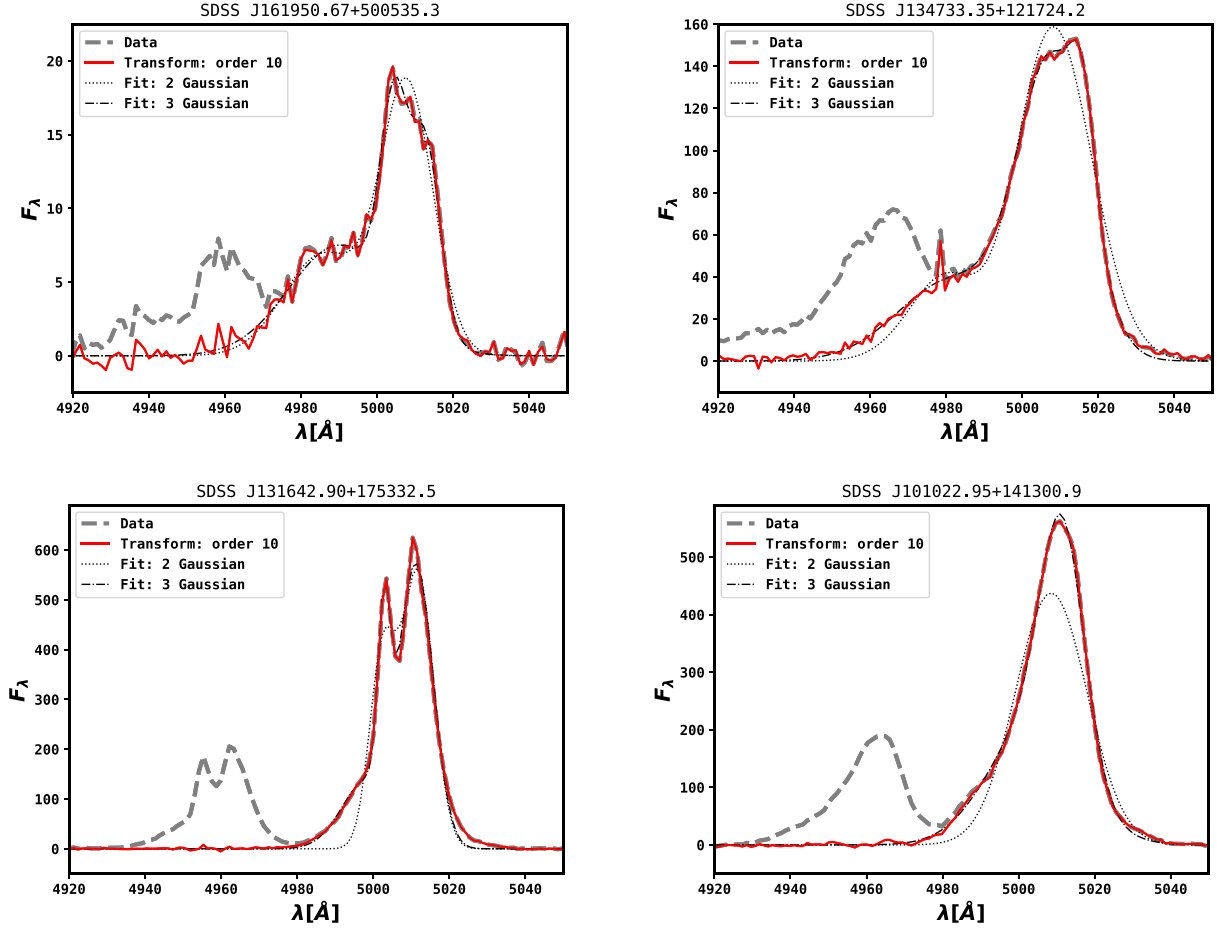 SDSS J161950.67+500535.3
Data
Transform: order 10
Fit: 2 Gaussian
Fit: 3 Gaussian
20
15
10
5
0
Fλ
4920 4940 4960 4980 5000 5020 5040
λ[Å]
SDSS J134733.35+121724.2
Data
Transform: order 10
Fit: 2 Gaussian
Fit: 3 Gaussian
160
140
120
100
80
60
40
20
0
Fλ
4920 4940 4960 4980 5000 5020 5040
λ[Å]
SDSS J131642.90+175332.5
Data
Transform: order 10
Fit: 2 Gaussian
Fit: 3 Gaussian
600
500
400
300
200
100
0
Fλ
4920 4940 4960 4980 5000 5020 5040
λ[Å]
SDSS J101022.95+141300.9
Data
Transform: order 10
Fit: 2 Gaussian
Fit: 3 Gaussian
500
400
300
200
100
0
Fλ
4920 4940 4960 4980 5000 5020 5040
λ[Å]